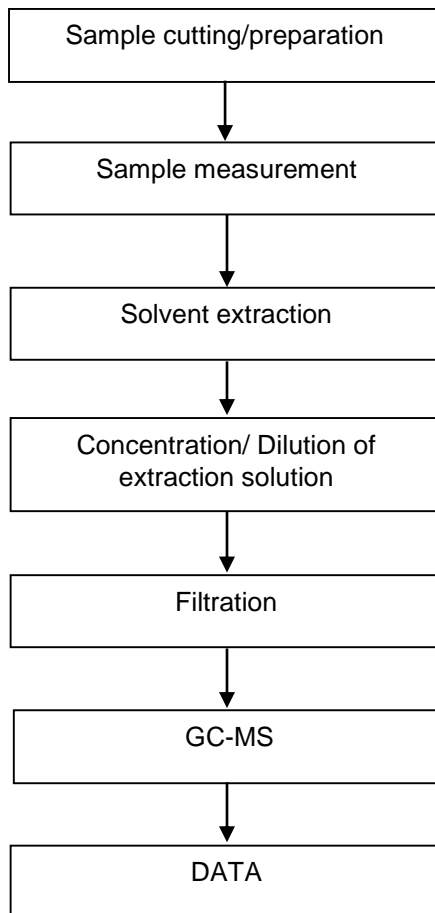 Sample cutting/preparation
Sample measurement
Solvent extraction
Concentration/ Dilution of
extraction solution
Filtration
GC-MS
DATA